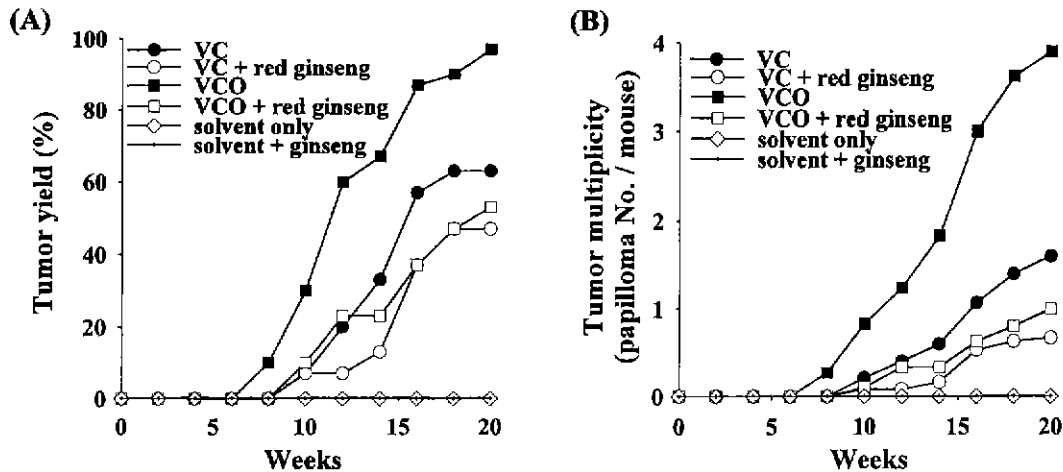 (A)
Tumor yield (%)
100
80
60
40
20
0
VC
VC + red ginseng
VCO
VCO + red ginseng
solvent only
solvent + ginseng
0 5 10 15 20
Weeks
(B)
Tumor multiplicity
(papilloma No. / mouse)
4
3
2
1
0
VC
VC + red ginseng
VCO
VCO + red ginseng
solvent only
solvent + ginseng
0 5 10 15 20
Weeks